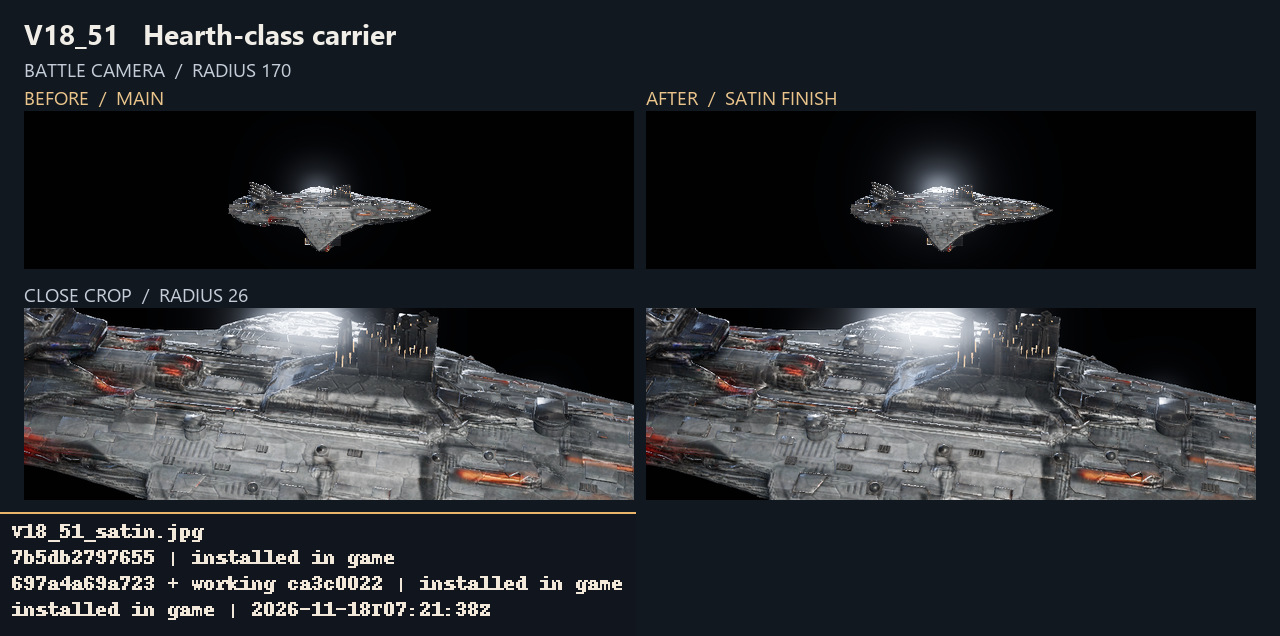 V18_51 Hearth-class carrier
BATTLE CAMERA / RADIUS 170
BEFORE / MAIN
AFTER / SATIN FINISH
CLOSE CROP / RADIUS 26
V18_51_satin.jpg
7b5db2797655 | installed in game
697a4a69a723 + working ca3c0022 | installed in game
installed in game | 2026-11-18T07:21:38Z